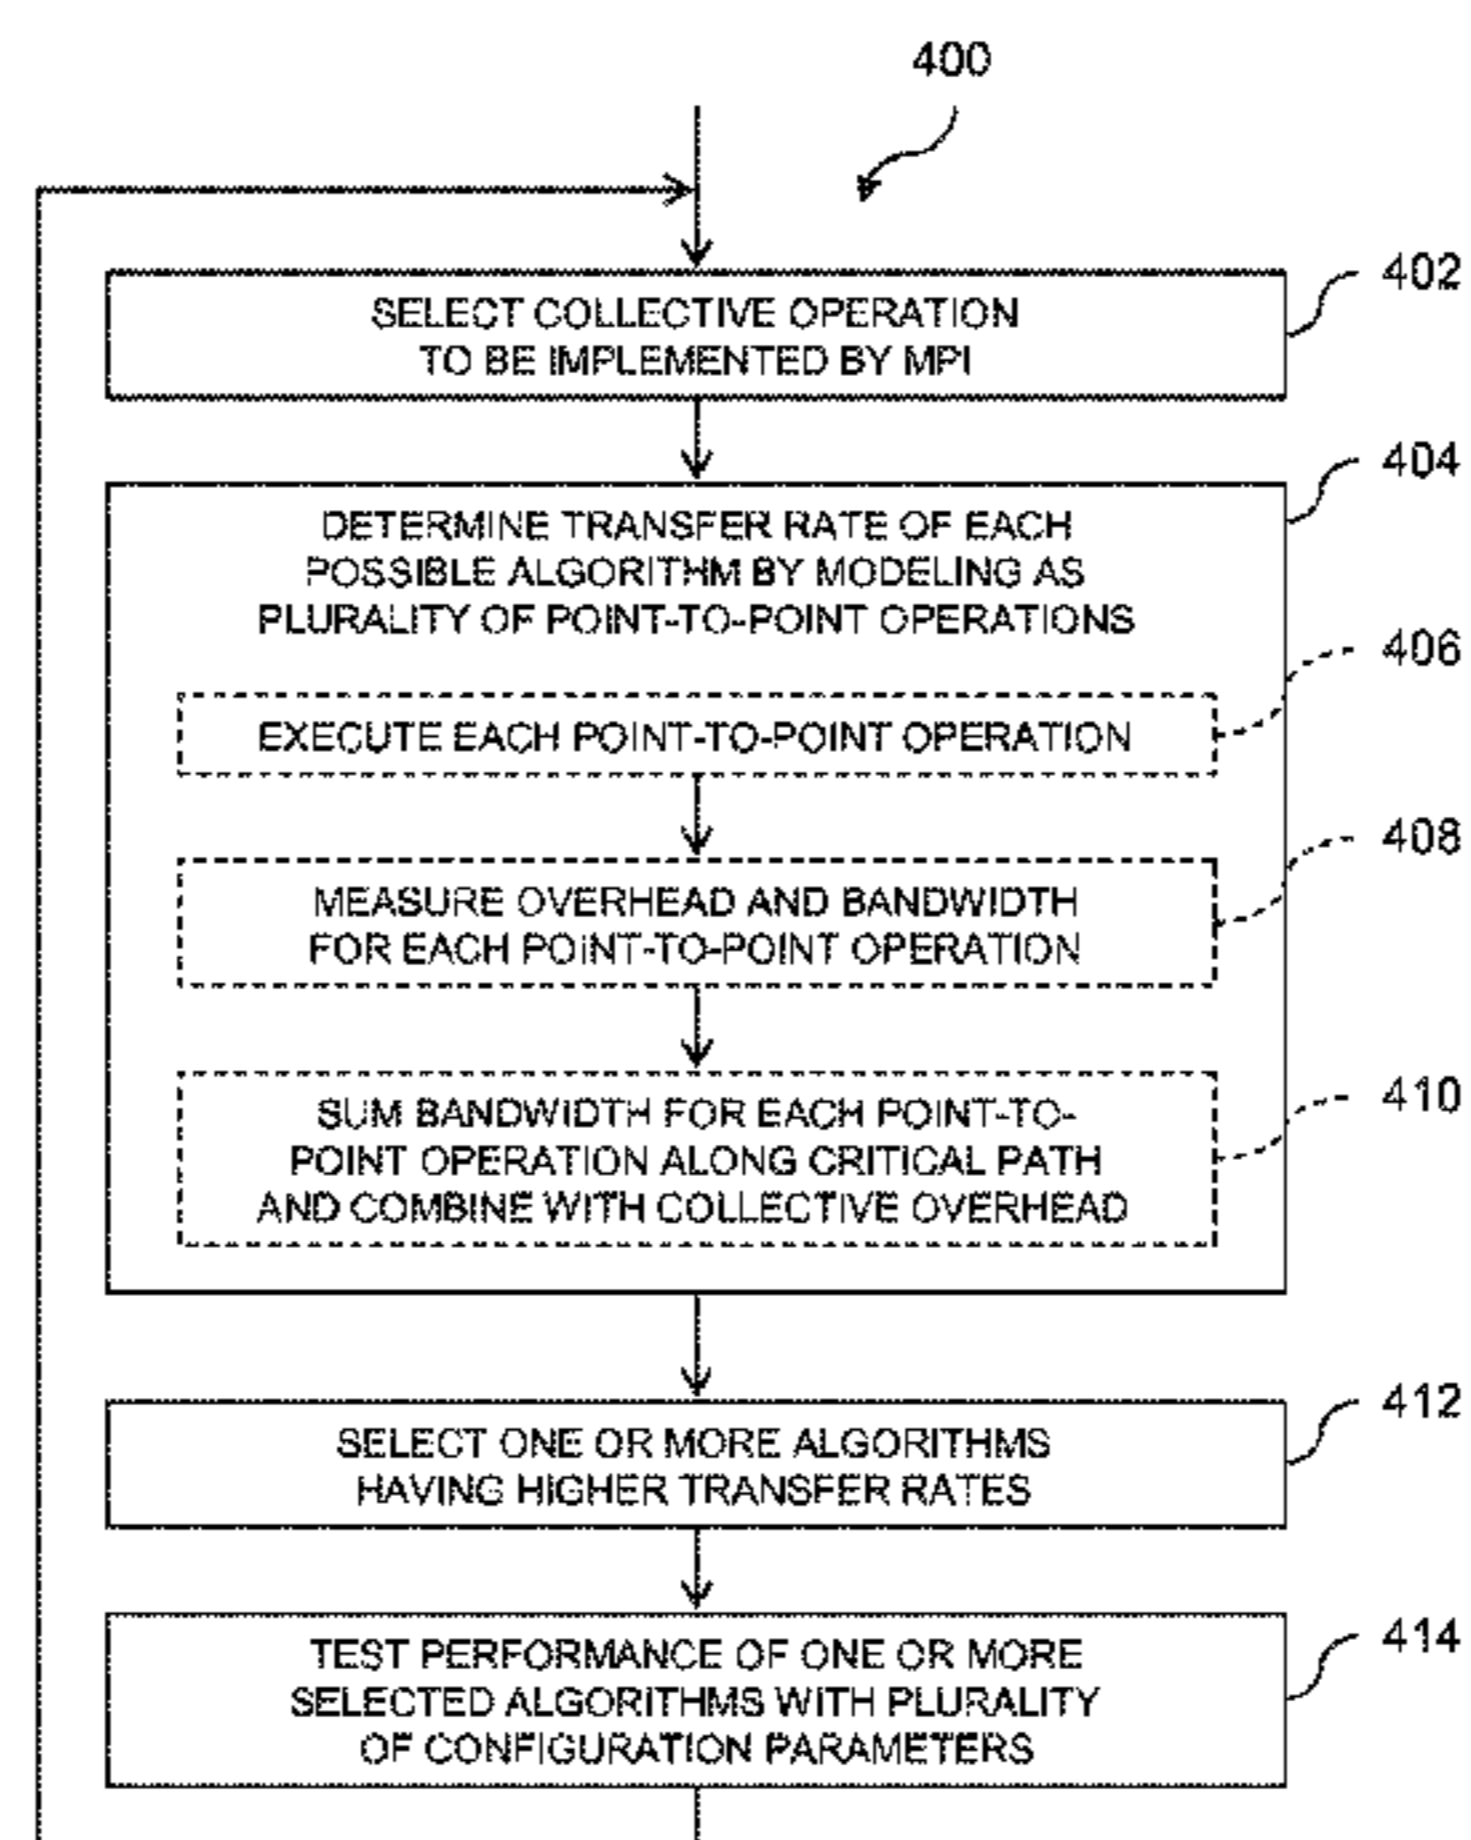 400
402
SELECT COLLECTIVE OPERATION
TO BE IMPLEMENTED BY MPI
404
DETERMINE TRANSFER RATE OF EACH
POSSIBLE ALGORITHM BY MODELING AS
PLURALITY OF POINT-TO-POINT OPERATIONS
406
EXECUTE EACH POINT-TO-POINT OPERATION
408
MEASURE OVERHEAD AND BANDWIDTH
FOR EACH POINT-TO-POINT OPERATION
410
SUM BANDWIDTH FOR EACH POINT-TO-
POINT OPERATION ALONG CRITICAL PATH
AND COMBINE WITH COLLECTIVE OVERHEAD
412
SELECT ONE OR MORE ALGORITHMS
HAVING HIGHER TRANSFER RATES
414
TEST PERFORMANCE OF ONE OR MORE
SELECTED ALGORITHMS WITH PLURALITY
OF CONFIGURATION PARAMETERS